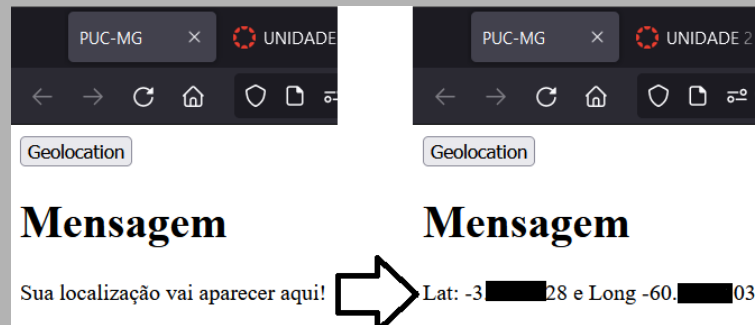 PUC-MG
UNIDADE
Geolocation
Mensagem
Sua localização vai aparecer aqui!
PUC-MG
UNIDADE 2
Geolocation
Mensagem
Lat: -3. 28 e Long -60. 03